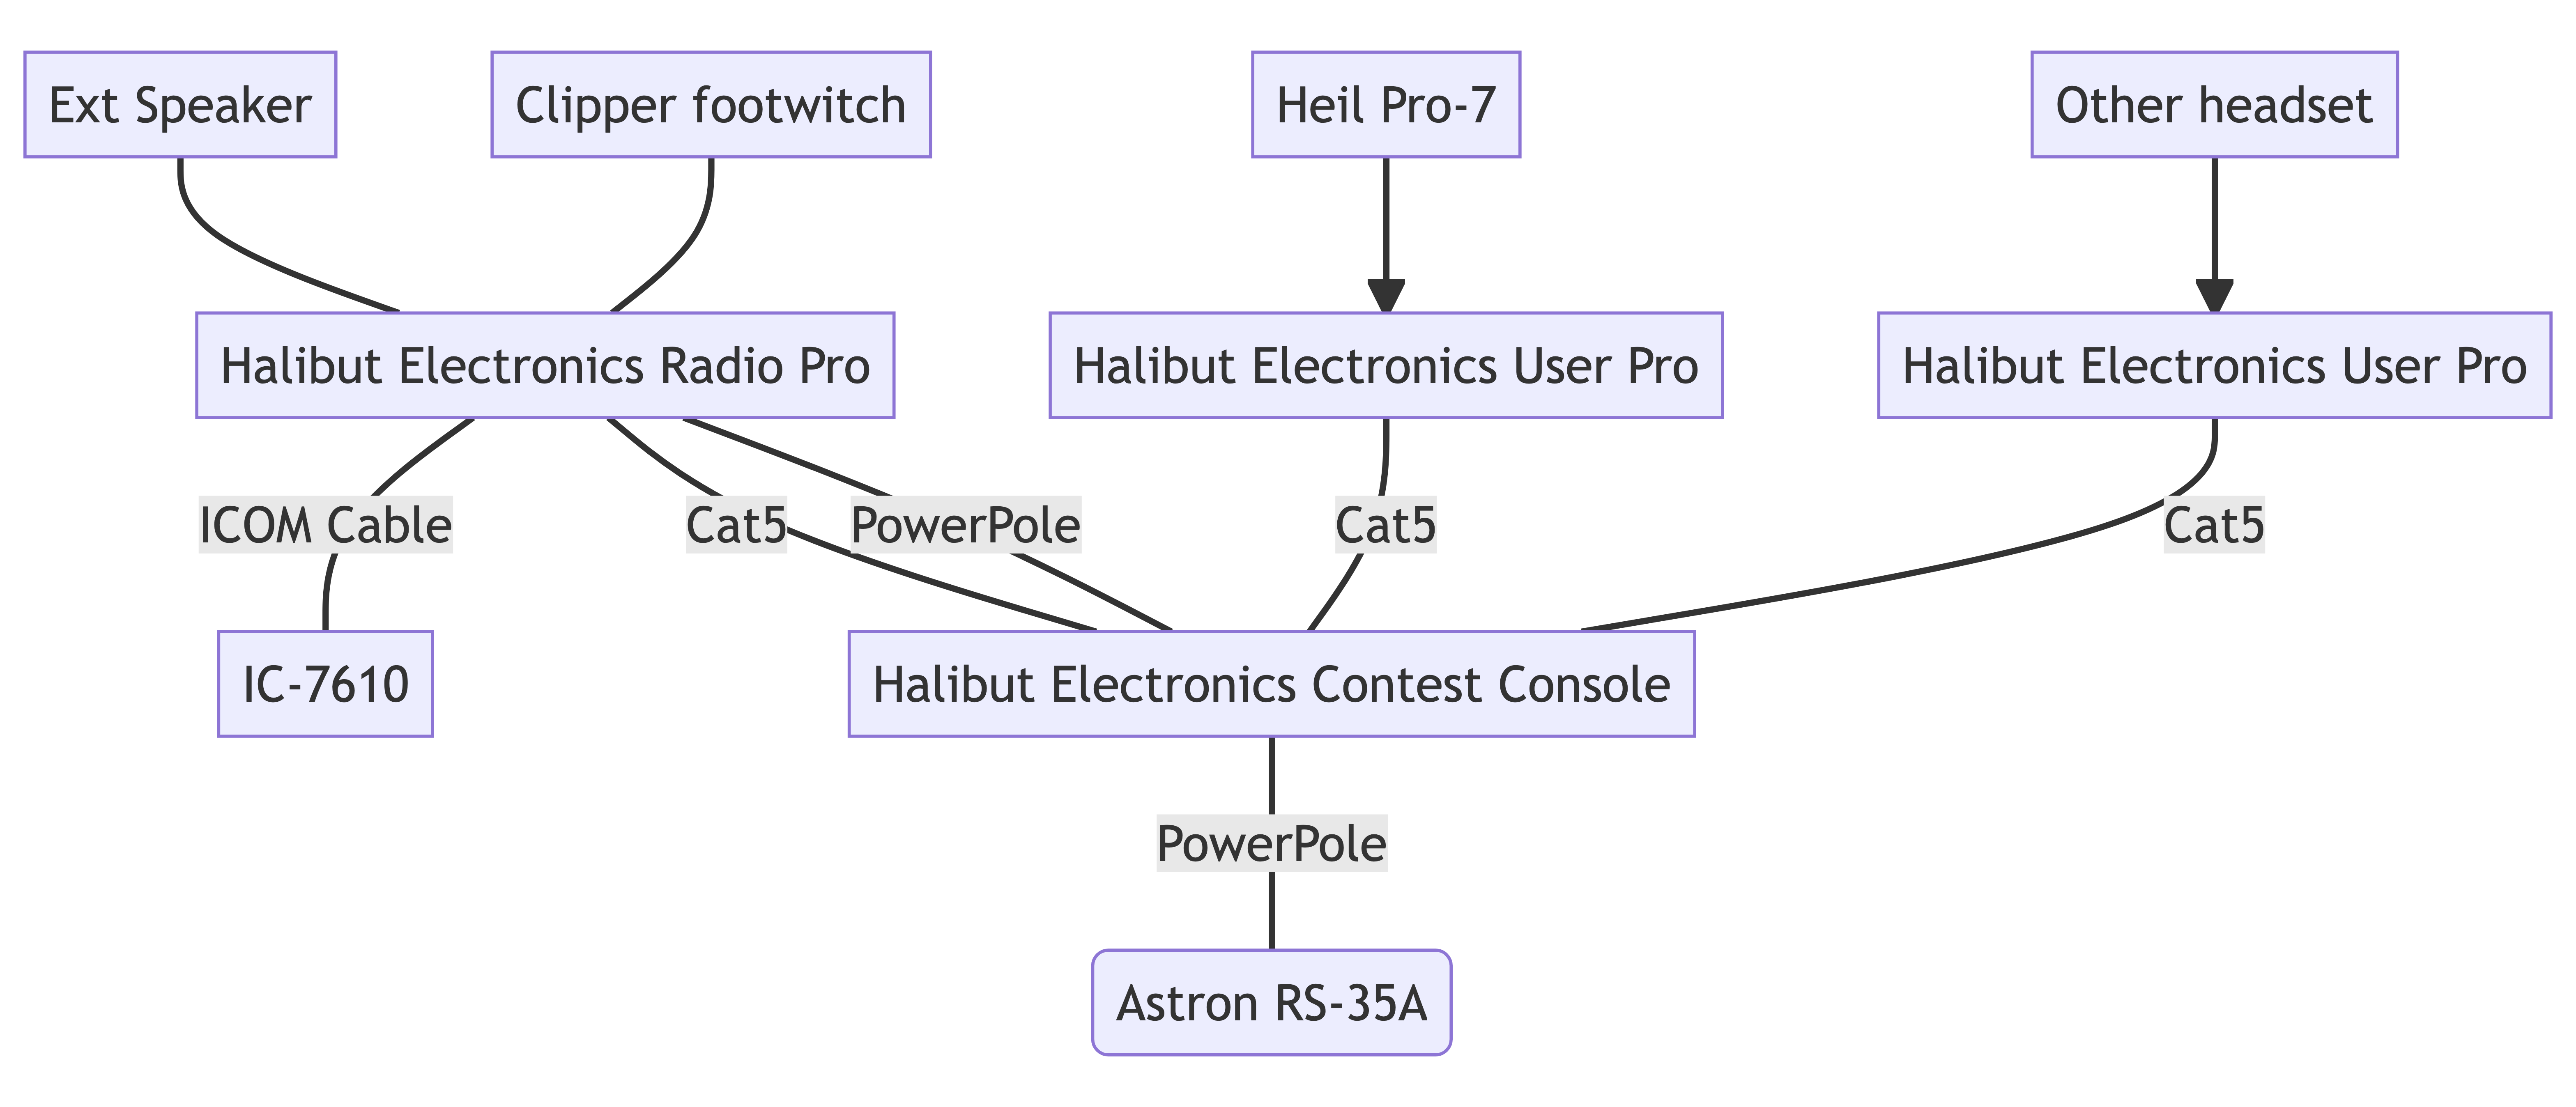 Ext Speaker
Clipper footwitch
Heil Pro-7
Other headset
Halibut Electronics Radio Pro
Halibut Electronics User Pro
Halibut Electronics User Pro
ICOM Cable
Cat5
PowerPole
Cat5
Cat5
IC-7610
Halibut Electronics Contest Console
PowerPole
Astron RS-35A